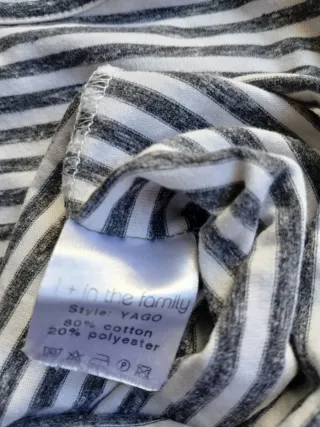 1 + in the family
Style: YAGO
80% cotton
20% polyester